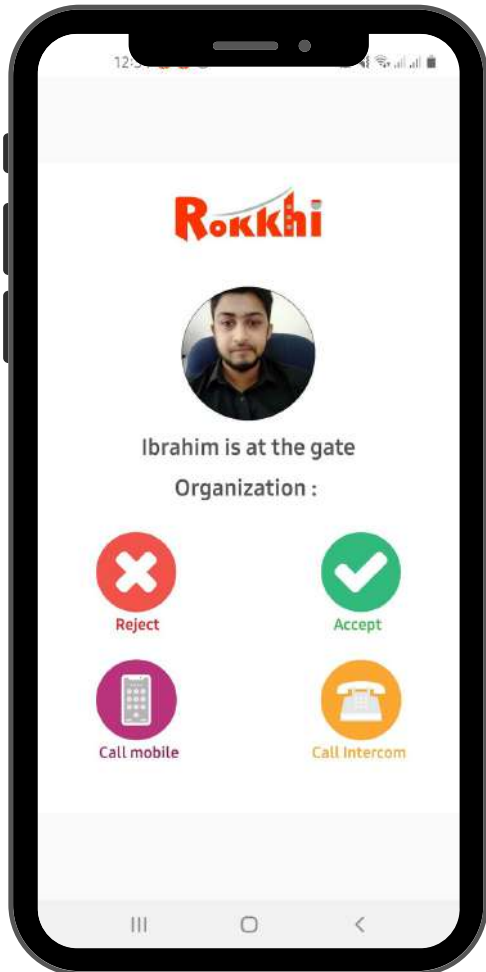 Rokkhi
Ibrahim is at the gate
Organization :
Reject
Accept
Call mobile
Call Intercom